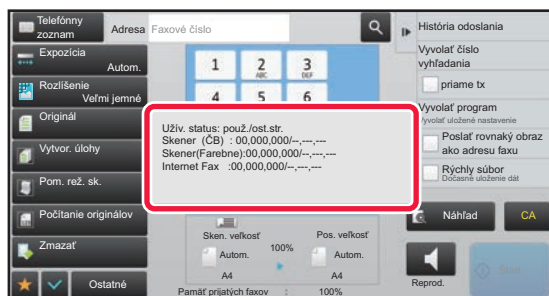 Telefónny
zoznam
Adresa
Faxové číslo
Expozícia
Autom.
Rozlíšenie
Veľmi jemné
Originál
Vytvor. úlohy
Pom. rež. sk.
Počítanie originálov
Zmazať
Ostatné
1
2
ABC
3
DEF
4
5
6
Užív. status: použ./ost.str.
Skener (ČB) : 00,000,000/--,---,---
Skener(Farebne):00,000,000/--,---,---
Internet Fax :00,000,000/--,---,---
Sken. veľkosť
Pos. veľkosť
100%
Autom.
Autom.
A4
A4
Pamäť prijatých faxov : 100%
História odoslania
Vyvolať číslo
vyhľadania
priame tx
Vyvolať program
Vyvolať uložené nastavenie
Poslať rovnaký obraz
ako adresu faxu
Rýchly súbor
Dočasné uloženie dát
Náhľad
CA
Reprod.
Štart